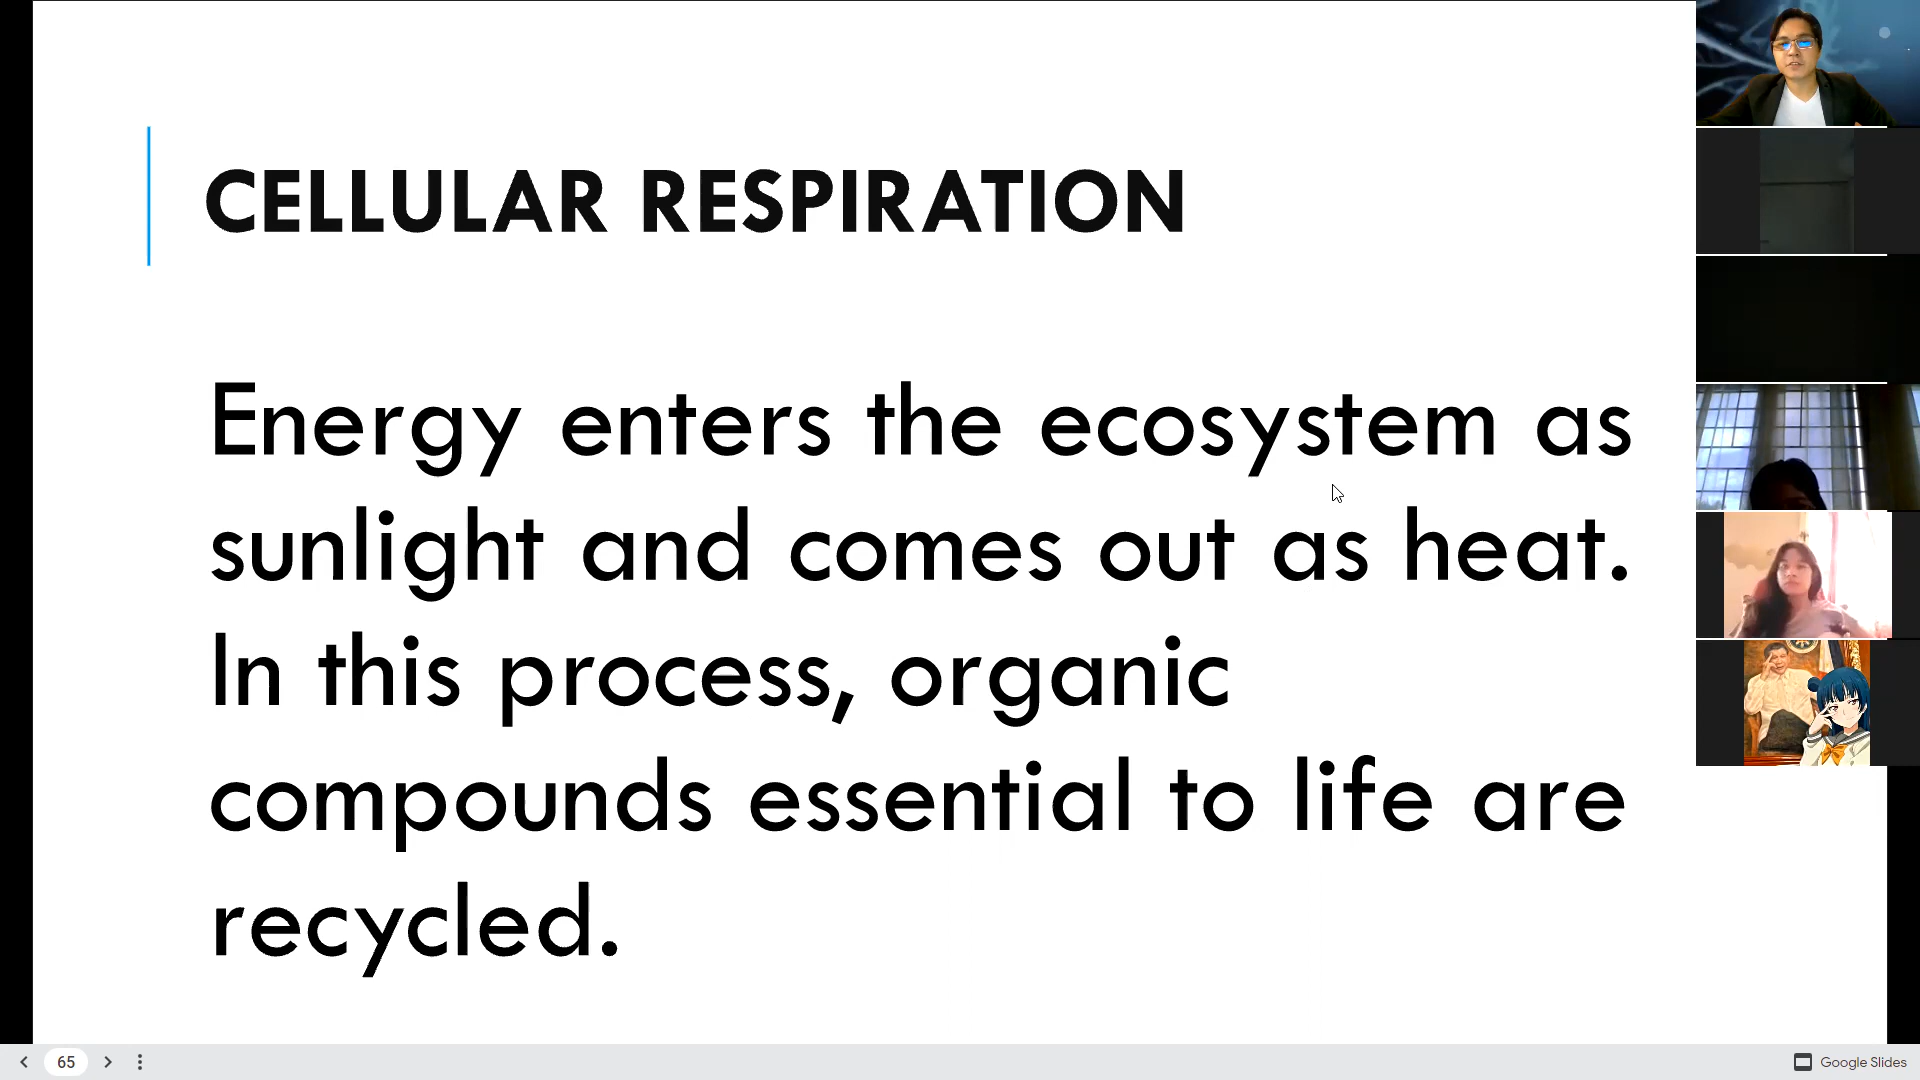 CELLULAR RESPIRATION
Energy enters the ecosystem as
sunlight and comes out as heat.
In this process, organic
compounds essential to life are
recycled.
65
Google Slides